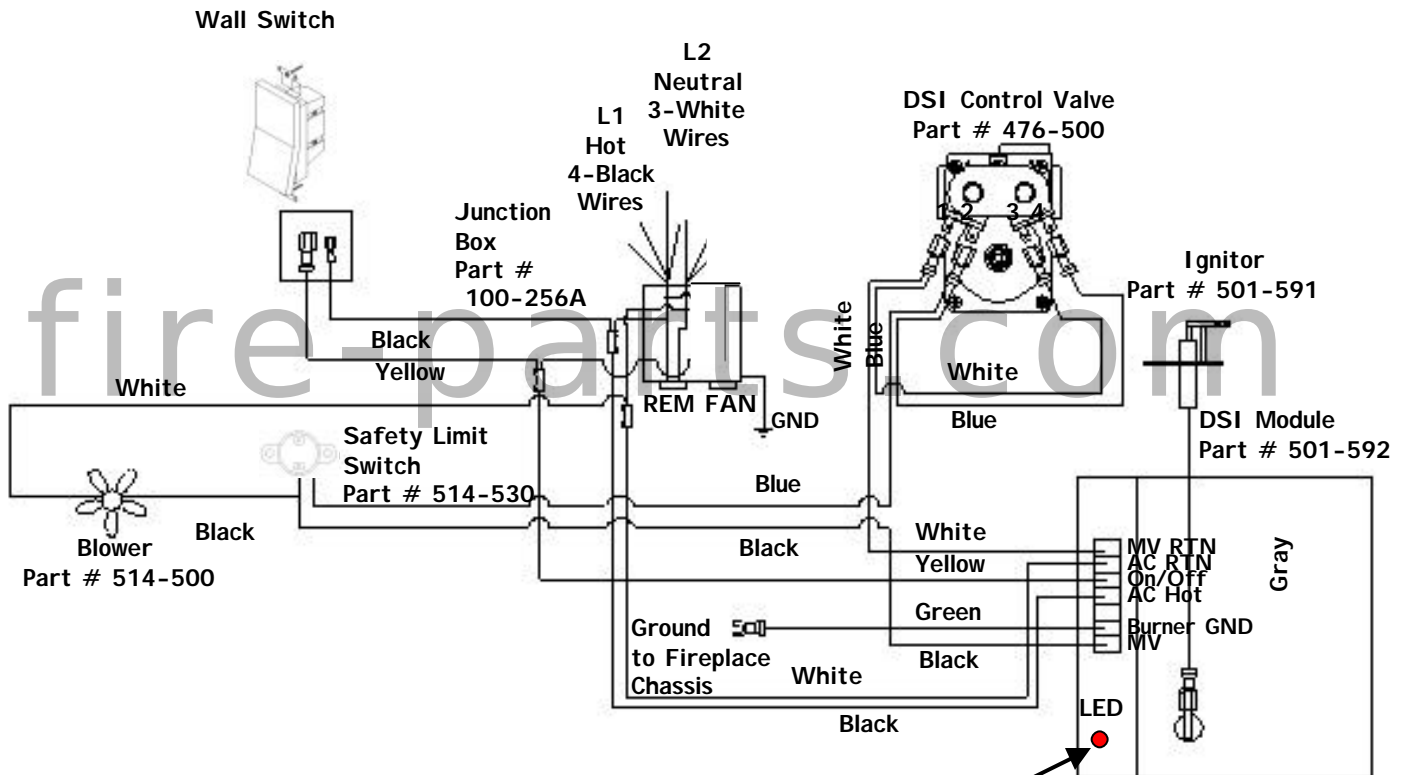 Wall Switch
L2
Neutral
3-White
Wires
L1
Hot
4-Black
Wires
DSI Control Valve
Part # 476-500
1 2 3 4
Junction
Box
Part #
100-256A
Ignitor
Part # 501-591
fire-parts.com
Black
Yellow
White
Blue
White
White
Blue
REM FAN
GND
DSI Module
Part # 501-592
Safety Limit
Switch
Part # 514-530
Blue
Black
Blower
Part # 514-500
Black
White
Yellow
MV RTN
AC RTN
On/Off
AC Hot
Gray
Green
Burner GND
MV
Ground
to Fireplace
Chassis
Black
White
Black
LED